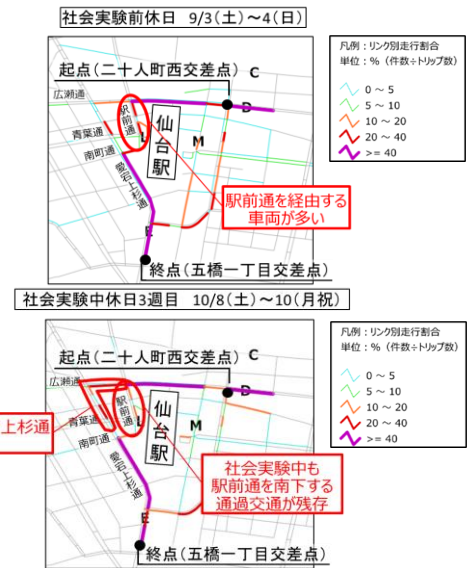 社会実験前休日 9/3(土)～4(日)
起点(二十人町西交差点)
C
広瀬通
D
駅前通
仙台駅
青葉通
L
M
南町通
愛宕上杉通
駅前通を経由する
車両が多い
E
終点(五橋一丁目交差点)
凡例：リンク別走行割合
単位：%（件数÷トリップ数）
0 ～ 5
5 ～ 10
10 ～ 20
20 ～ 40
>= 40
社会実験中休日3週目 10/8(土)～10(月祝)
起点(二十人町西交差点)
C
広瀬通
D
駅前通
仙台駅
上杉通
青葉通
L
M
南町通
愛宕上杉通
社会実験中も
駅前通を南下する
通過交通が残存
E
終点(五橋一丁目交差点)
凡例：リンク別走行割合
単位：%（件数÷トリップ数）
0 ～ 5
5 ～ 10
10 ～ 20
20 ～ 40
>= 40